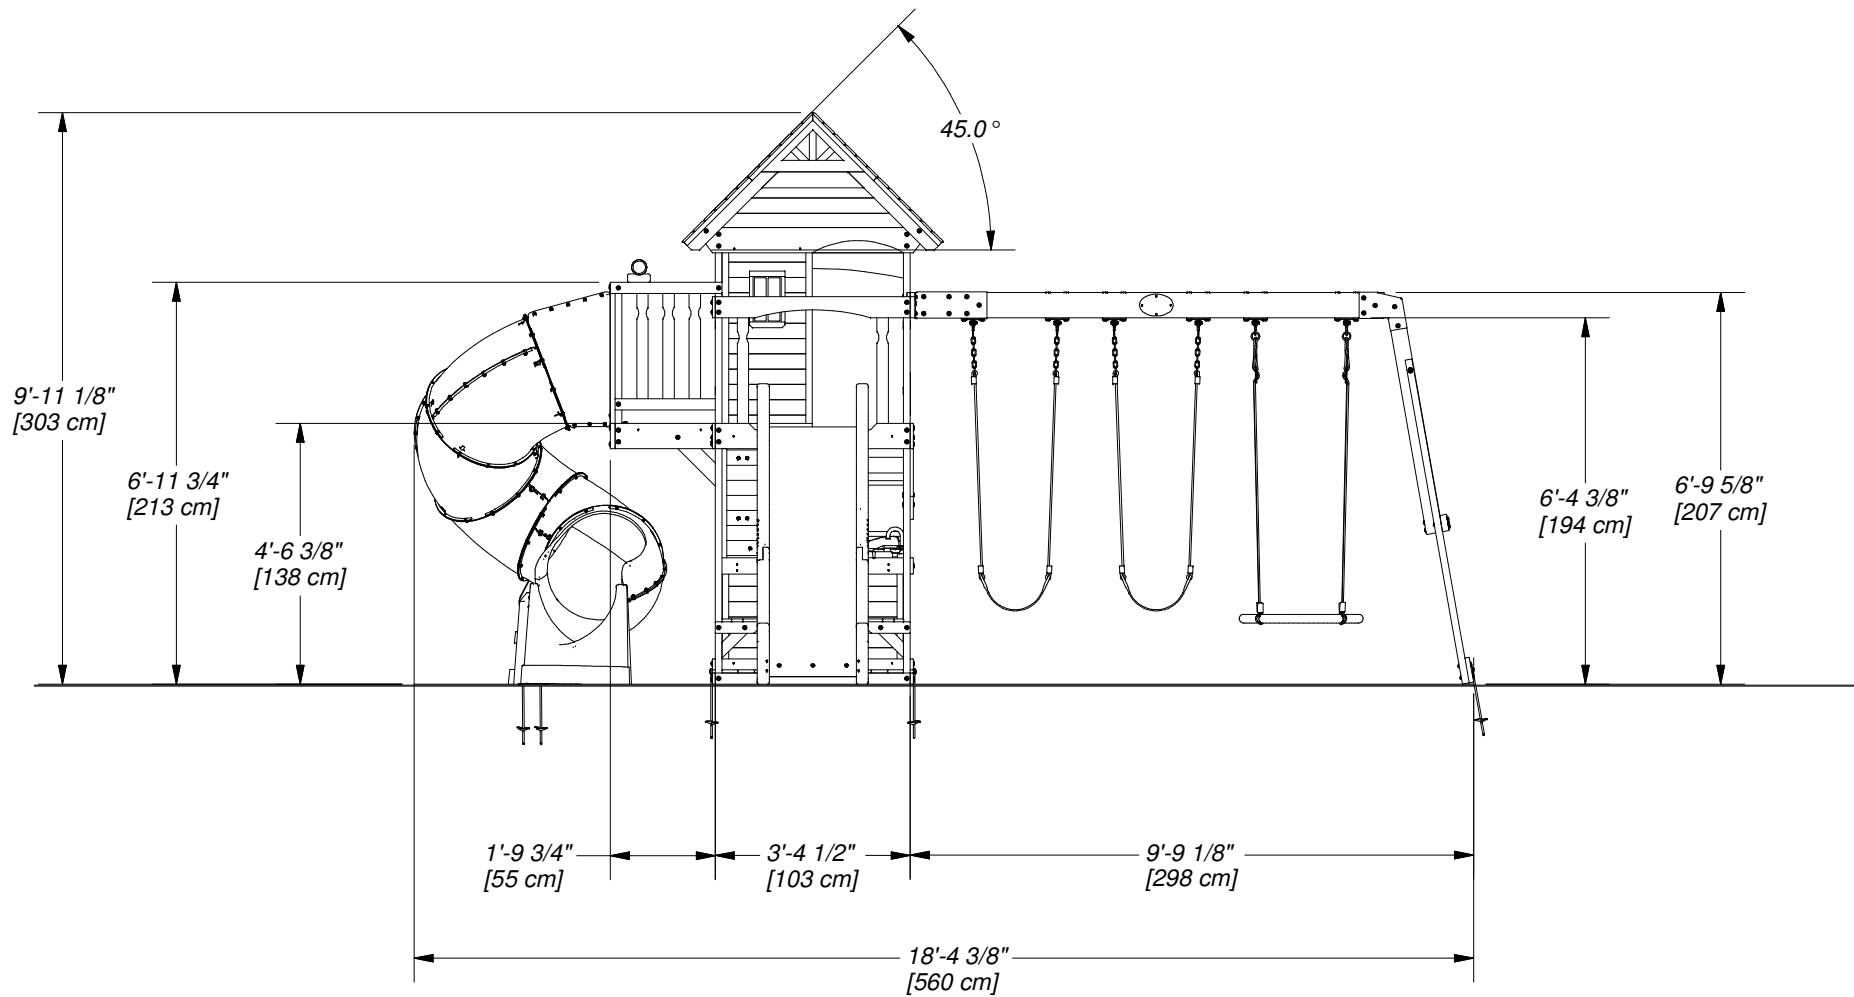 45.0°
9'-11 1/8"
[303 cm]
6'-11 3/4"
[213 cm]
4'-6 3/8"
[138 cm]
6'-4 3/8"
[194 cm]
6'-9 5/8"
[207 cm]
1'-9 3/4"
[55 cm]
3'-4 1/2"
[103 cm]
9'-9 1/8"
[298 cm]
18'-4 3/8"
[560 cm]